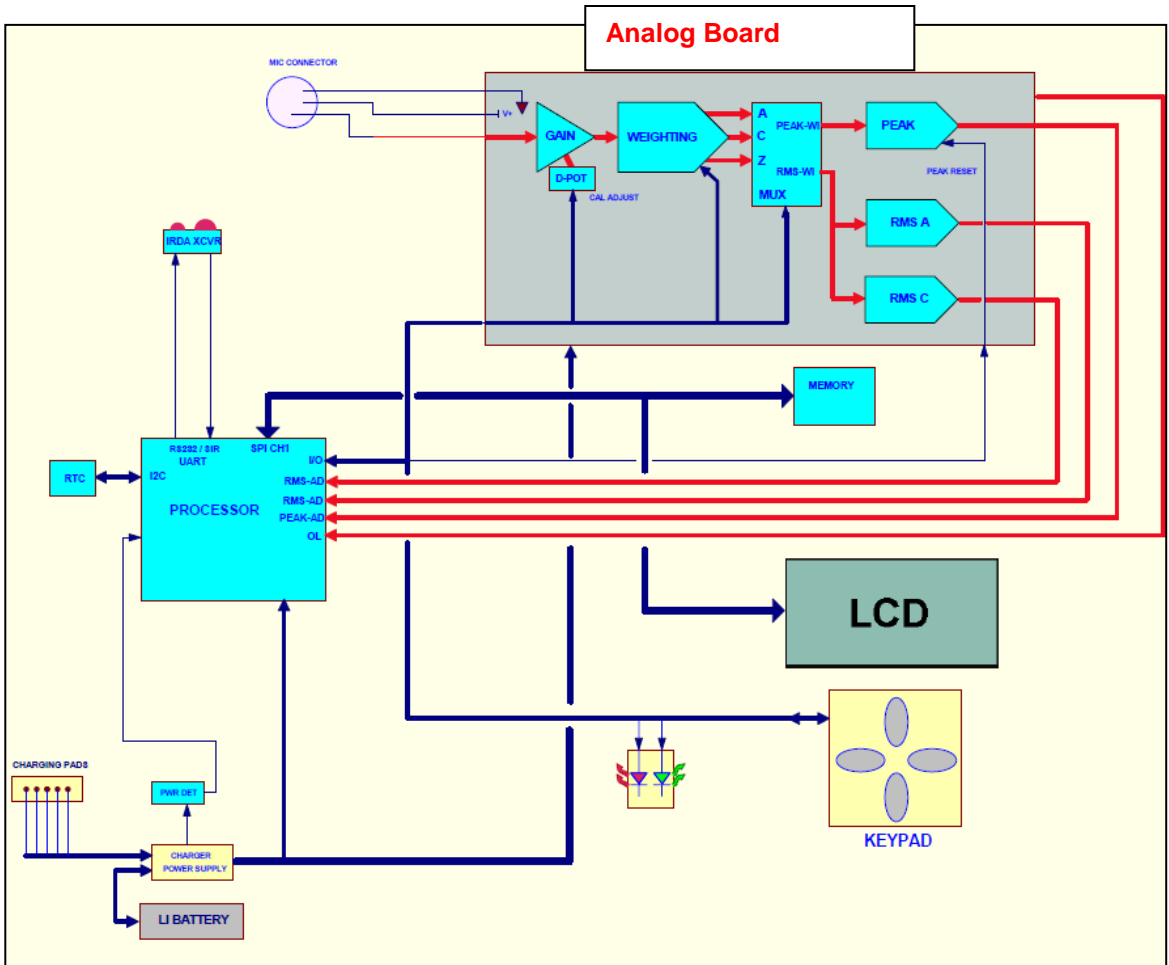 Analog Board
MIC CONNECTOR
V+
GAIN
WEIGHTING
A
C
Z
PEAK-WI
RMS-WI
MUX
PEAK
D-POT
CAL ADJUST
PEAK RESET
RMS A
RMS C
IRDA XCVR
MEMORY
RS232 / SIR
UART
SPI CH1
I/O
RTC
I2C
RMS-AD
RMS-AD
PROCESSOR
PEAK-AD
OL
LCD
CHARGING PADS
PWR DET
KEYPAD
CHARGER
POWER SUPPLY
LI BATTERY